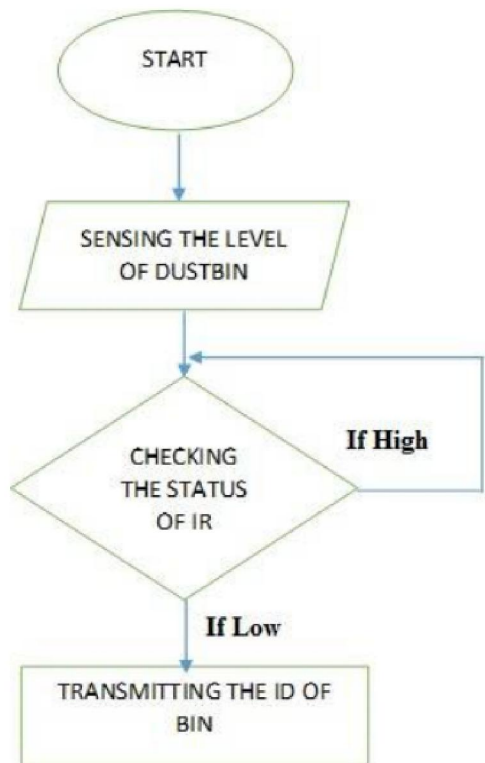 START
SENSING THE LEVEL
OF DUSTBIN
If High
CHECKING
THE STATUS
OF IR
If Low
TRANSMITTING THE ID OF
BIN